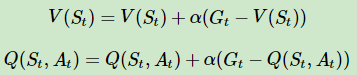 V(S_t) = V(S_t) + α(G_t − V(S_t))
Q(S_t, A_t) = Q(S_t, A_t) + α(G_t − Q(S_t, A_t))